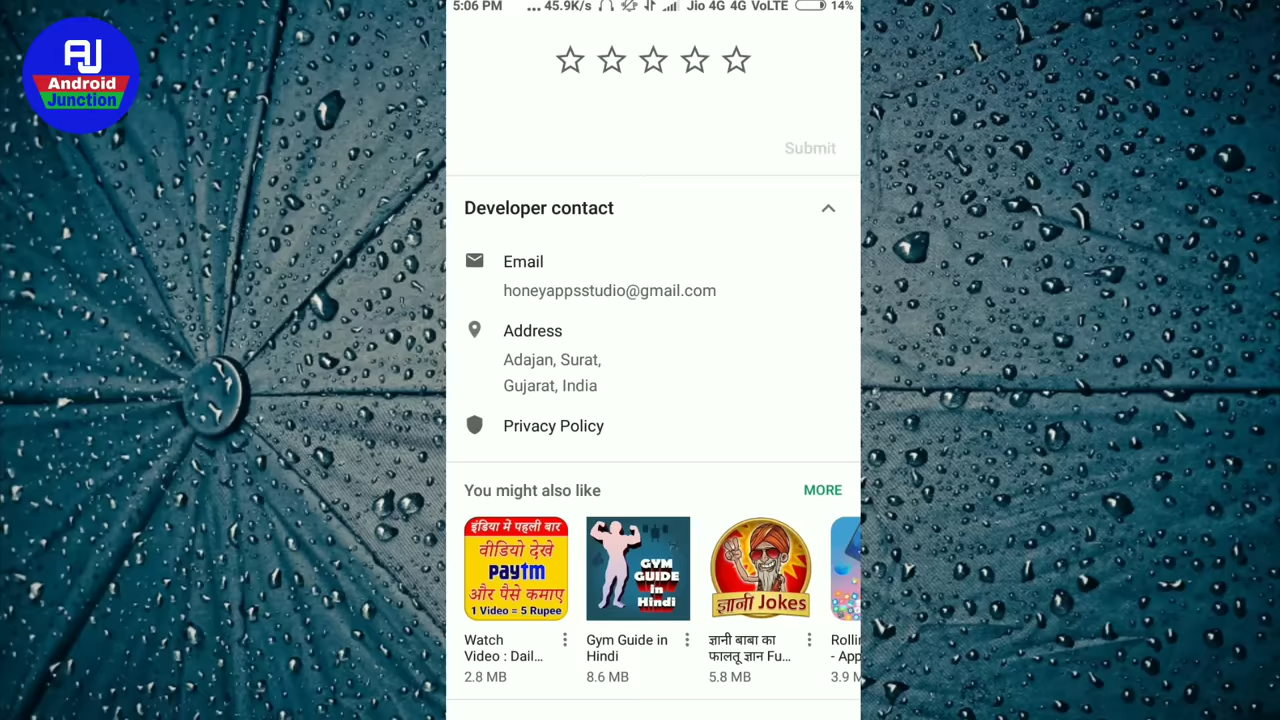 AJ
Android
Junction
5:06 PM ... 45.9K/s Jio 4G 4G VoLTE 14%
Submit
Developer contact
Email
honeyappsstudio@gmail.com
Address
Adajan, Surat,
Gujarat, India
Privacy Policy
You might also like MORE
इंडिया में पहली बार
वीडियो देखे
paytm
और पैसे कमाए
1 Video = 5 Rupee
GYM
GUIDE
in
Hindi
ज्ञानी Jokes
Watch
Video : Dail...
2.8 MB
Gym Guide in
Hindi
8.6 MB
ज्ञानी बाबा का
फालतू ज्ञान Fu...
5.8 MB
Rollin
- App
3.9 M